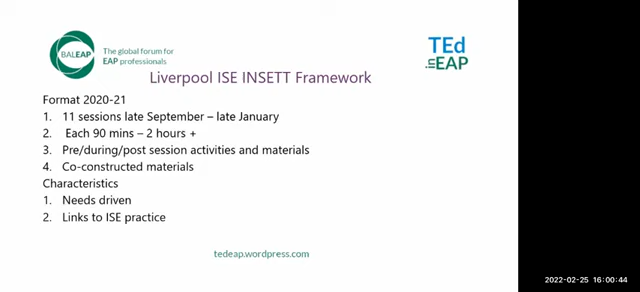 BALEAP
The global forum for
EAP professionals
TEd
in EAP
Liverpool ISE INSETT Framework
Format 2020-21
1. 11 sessions late September – late January
2. Each 90 mins – 2 hours +
3. Pre/during/post session activities and materials
4. Co-constructed materials
Characteristics
1. Needs driven
2. Links to ISE practice
tedeap.wordpress.com
2022-02-25 16:00:44